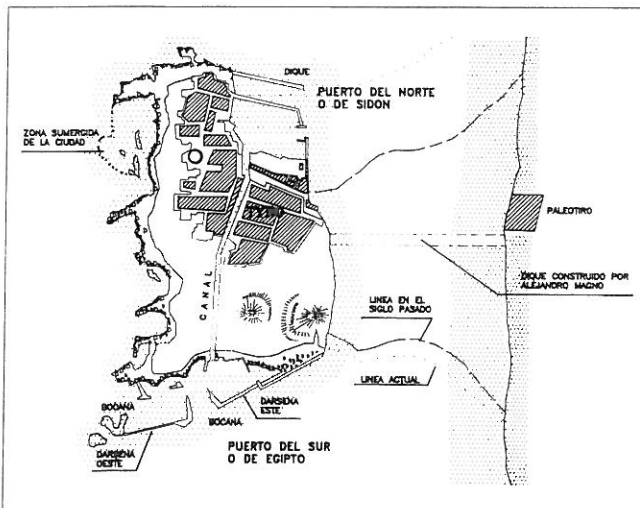 DIQUE
PUERTO DEL NORTE
O DE SIDON
ZONA SUMERGIDA
DE LA CIUDAD
PALEOTIRO
DIQUE CONSTRUIDO POR
ALEJANDRO MAGNO
CANAL
LINEA EN EL
SIGLO PASADO
LINEA ACTUAL
DARSENA
ESTE
BOCANA
BOCANA
PUERTO DEL SUR
O DE EGIPTO
DARSENA
OESTE